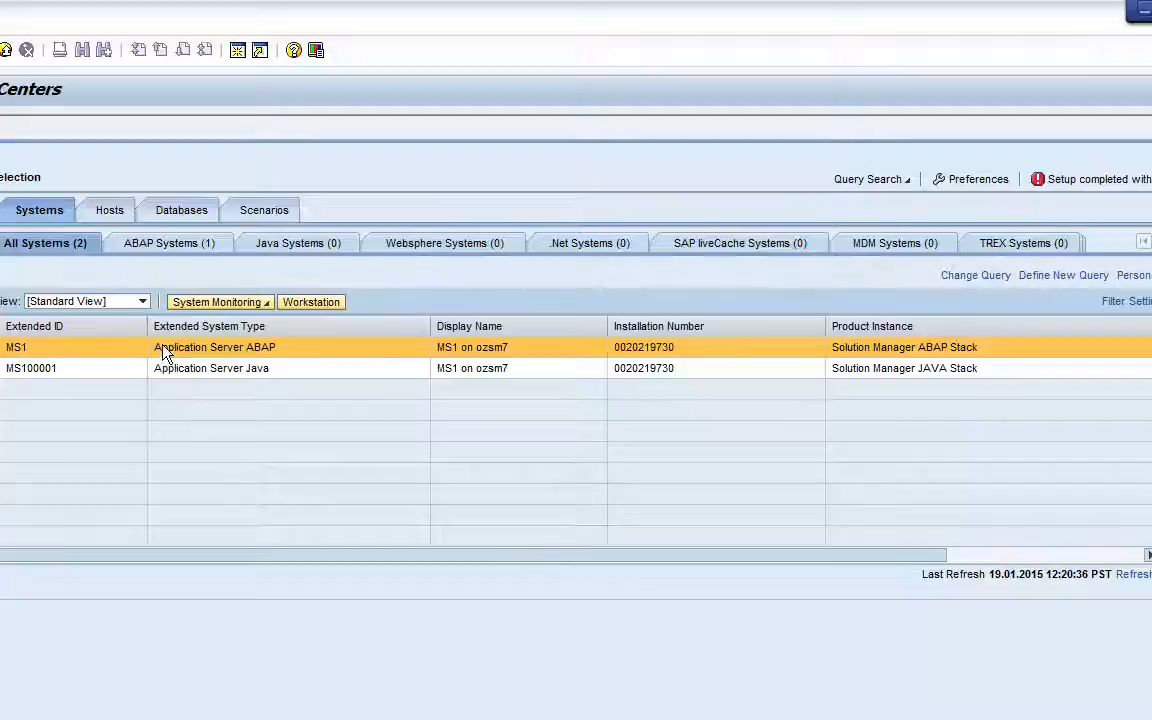 Centers
election
Query Search Preferences Setup completed with
Systems Hosts Databases Scenarios
All Systems (2) ABAP Systems (1) Java Systems (0) Websphere Systems (0) .Net Systems (0) SAP liveCache Systems (0) MDM Systems (0) TREX Systems (0)
Change Query Define New Query Person
iew: [Standard View] System Monitoring Workstation Filter Setti
Extended ID Extended System Type Display Name Installation Number Product Instance
MS1 Application Server ABAP MS1 on ozsm7 0020219730 Solution Manager ABAP Stack
MS100001 Application Server Java MS1 on ozsm7 0020219730 Solution Manager JAVA Stack
Last Refresh 19.01.2015 12:20:36 PST Refresh